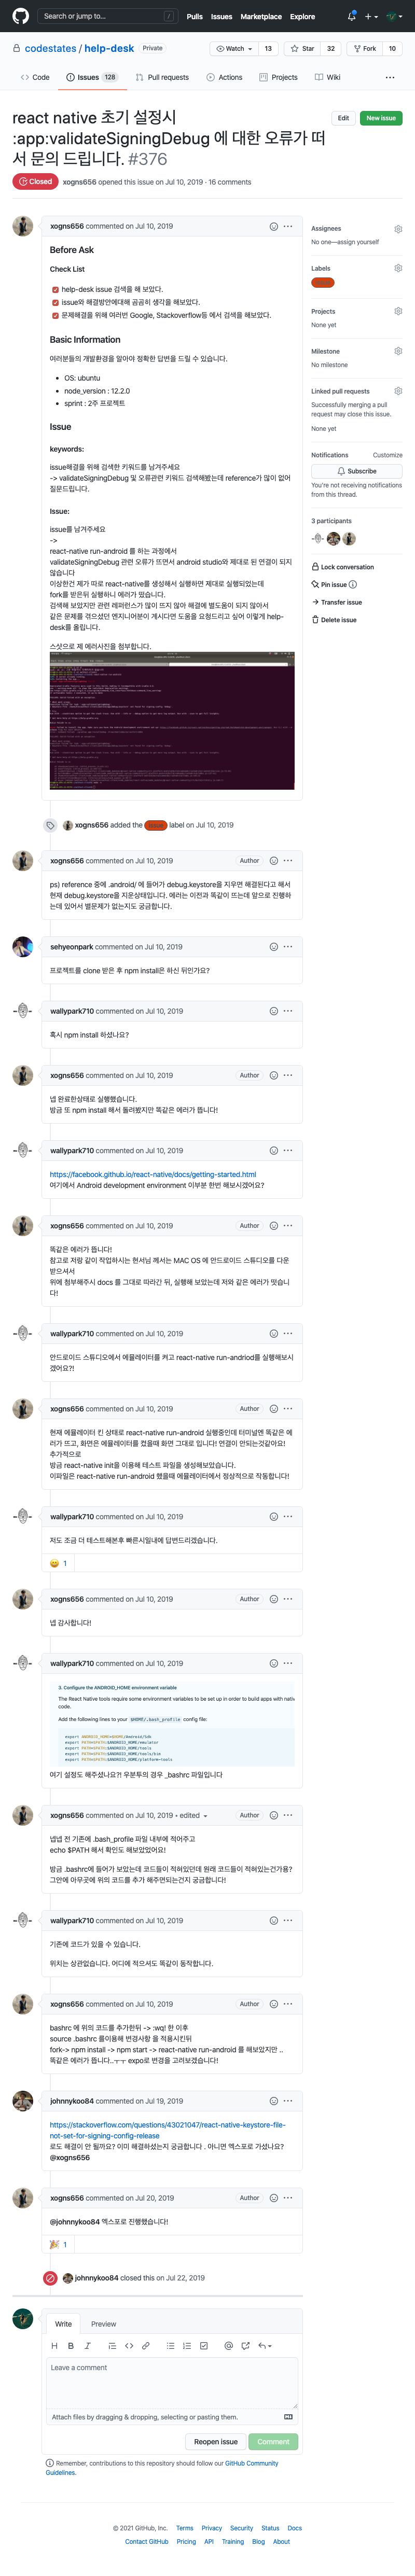 Search or jump to...
/
Pulls
Issues
Marketplace
Explore
codestates / help-desk
Private
Watch
13
Star
32
Fork
10
Code
Issues 128
Pull requests
Actions
Projects
Wiki
react native 초기 설정시
:app:validateSigningDebug 에 대한 오류가 떠
서 문의 드립니다. #376
Edit
New issue
Closed
xogns656 opened this issue on Jul 10, 2019 · 16 comments
xogns656 commented on Jul 10, 2019
Before Ask
Check List
help-desk issue 검색을 해 보았다.
issue와 해결방안에대해 곰곰히 생각을 해보았다.
문제해결을 위해 여러번 Google, Stackoverflow등 에서 검색을 해보았다.
Basic Information
여러분들의 개발환경을 알아야 정확한 답변을 드릴 수 있습니다.
OS: ubuntu
node_version : 12.2.0
sprint : 2주 프로젝트
Issue
keywords:
issue해결을 위해 검색한 키워드를 남겨주세요
-> validateSigningDebug 및 오류관련 키워드 검색해봤는데 reference가 많이 없어
질문드립니다.
Issue:
issue를 남겨주세요
->
react-native run-android 를 하는 과정에서
validateSigningDebug 관련 오류가 뜨면서 android studio와 제대로 된 연결이 되지
않습니다
이상한건 제가 따로 react-native를 생성해서 실행하면 제대로 실행되었는데
fork를 받은뒤 실행하니 에러가 떴습니다.
검색해 보았지만 관련 레퍼런스가 많이 뜨지 않아 해결에 별도움이 되지 않아서
같은 문제를 겪으셨던 엔지니어분이 계시다면 도움을 요청드리고 싶어 이렇게 help-
desk를 올립니다.
스샷으로 제 에러사진을 첨부합니다.
xogns656 added the label on Jul 10, 2019
xogns656 commented on Jul 10, 2019
Author
ps) reference 중에 .android/ 에 들어가 debug.keystore을 지우면 해결된다고 해서
현재 debug.keystore을 지운상태입니다. 에러는 이전과 똑같이 뜨는데 앞으로 진행하
는데 있어서 별문제가 없는지도 궁금합니다.
sehyeonpark commented on Jul 10, 2019
프로젝트를 clone 받은 후 npm install은 하신 뒤인가요?
wallypark710 commented on Jul 10, 2019
혹시 npm install 하셨나요?
xogns656 commented on Jul 10, 2019
Author
넵 완료한상태로 실행했습니다.
방금 또 npm install 해서 돌려봤지만 똑같은 에러가 뜹니다!
wallypark710 commented on Jul 10, 2019
https://facebook.github.io/react-native/docs/getting-started.html
여기에서 Android development environment 이부분 한번 해보시겠어요?
xogns656 commented on Jul 10, 2019
Author
똑같은 에러가 뜹니다!
참고로 저랑 같이 작업하시는 현서님 께서는 MAC OS 에 안드로이드 스튜디오를 다운
받으셔서
위에 첨부해주시 docs 를 그대로 따라간 뒤, 실행해 보았는데 저와 같은 에러가 떳습니
다!
wallypark710 commented on Jul 10, 2019
안드로이드 스튜디오에서 에뮬레이터를 켜고 react-native run-andriod를 실행해보시
겠어요?!
xogns656 commented on Jul 10, 2019
Author
현재 에뮬레이터 킨 상태로 react-native run-android 실행중인데 터미널엔 똑같은 에
러가 뜨고, 화면은 에뮬레이터를 켰을때 화면 그대로 입니다! 연결이 안되는것같아요!
추가적으로
방금 react-native init을 이용해 테스트 파일을 생성해보았습니다.
이파일은 react-native run-android 했을때 에뮬레이터에서 정상적으로 작동합니다!
wallypark710 commented on Jul 10, 2019
저도 조금 더 테스트해본후 빠른시일내에 답변드리겠습니다.
1
xogns656 commented on Jul 10, 2019
Author
넵 감사합니다!
wallypark710 commented on Jul 10, 2019
3. Configure the ANDROID_HOME environment variable
The React Native tools require some environment variables to be set up in order to build apps with nativ
code.
Add the following lines to your $HOME/.bash_profile config file:
export ANDROID_HOME=$HOME/Android/Sdk
export PATH=$PATH:$ANDROID_HOME/emulator
export PATH=$PATH:$ANDROID_HOME/tools
export PATH=$PATH:$ANDROID_HOME/tools/bin
export PATH=$PATH:$ANDROID_HOME/platform-tools
여기 설정도 해주셨나요?! 우분투의 경우 _bashrc 파일입니다
xogns656 commented on Jul 10, 2019 • edited
Author
넵넵 전 기존에 .bash_profile 파일 내부에 적어주고
echo $PATH 해서 확인도 해보았었어요!
방금 .bashrc에 들어가 보았는데 코드들이 적혀있던데 원래 코드들이 적혀있는건가용?
그안에 아무곳에 위의 코드를 추가 해주면되는건지 궁금합니다!
wallypark710 commented on Jul 10, 2019
기존에 코드가 있을 수 있습니다.
위치는 상관없습니다. 어디에 적으셔도 똑같이 동작합니다.
xogns656 commented on Jul 10, 2019
Author
bashrc 에 위의 코드를 추가한뒤 -> :wq! 한 이후
source .bashrc 를이용해 변경사항 을 적용시킨뒤
fork-> npm install -> npm start -> react-native run-android 를 해보았지만 ..
똑같은 에러가 뜹니다..ㅜㅜ expo로 변경을 고려보겠습니다!
johnnykoo84 commented on Jul 19, 2019
https://stackoverflow.com/questions/43021047/react-native-keystore-file-
not-set-for-signing-config-release
로도 해결이 안 될까요? 이미 해결하셨는지 궁금합니다 . 아니면 엑스포로 가셨나요?
@xogns656
xogns656 commented on Jul 20, 2019
Author
@johnnykoo84 엑스포로 진행했습니다!
1
johnnykoo84 closed this on Jul 22, 2019
Write
Preview
Leave a comment
Attach files by dragging & dropping, selecting or pasting them.
Reopen issue
Comment
Remember, contributions to this repository should follow our GitHub Community
Guidelines.
Assignees
No one—assign yourself
Labels
Projects
None yet
Milestone
No milestone
Linked pull requests
Successfully merging a pull
request may close this issue.
None yet
Notifications
Customize
Subscribe
You're not receiving notifications
from this thread.
3 participants
Lock conversation
Pin issue
Transfer issue
Delete issue
© 2021 GitHub, Inc.
Terms
Privacy
Security
Status
Docs
Contact GitHub
Pricing
API
Training
Blog
About